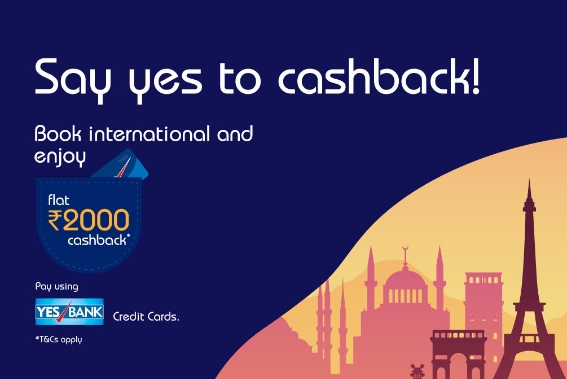 Say yes to cashback!
Book international and
enjoy
flat
₹2000
cashback*
Pay using
YES BANK Credit Cards.
*T&Cs apply